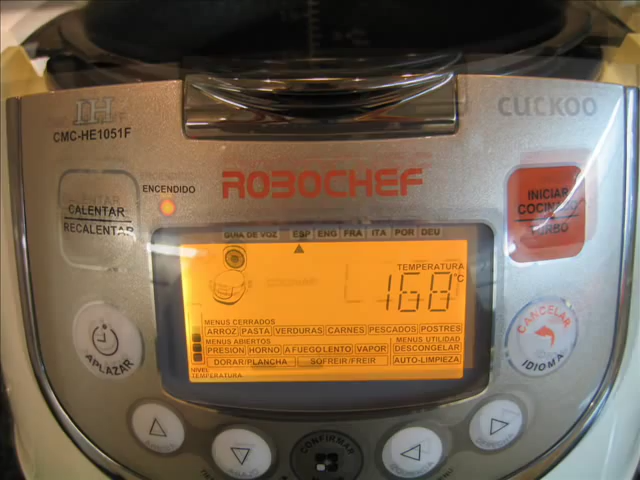 IH
CUCKOO
CMC-HE1051F
ROBOCHEF
ENCENDIDO
CALENTAR
RECALENTAR
INICIAR
COCINADO
TURBO
GUIA DE VOZ ESP ENG FRA ITA POR DEU
TEMPERATURA
168°C
MENUS CERRADOS
ARROZ PASTA VERDURAS CARNES PESCADOS POSTRES
MENUS ABIERTOS MENUS UTILIDAD
PRESION HORNO A FUEGO LENTO VAPOR DESCONGELAR
DORAR/PLANCHA SOFREIR/FREIR AUTO-LIMPIEZA
NIVEL
TEMPERATURA
APLAZAR
CANCELAR
IDIOMA
CONFIRMAR